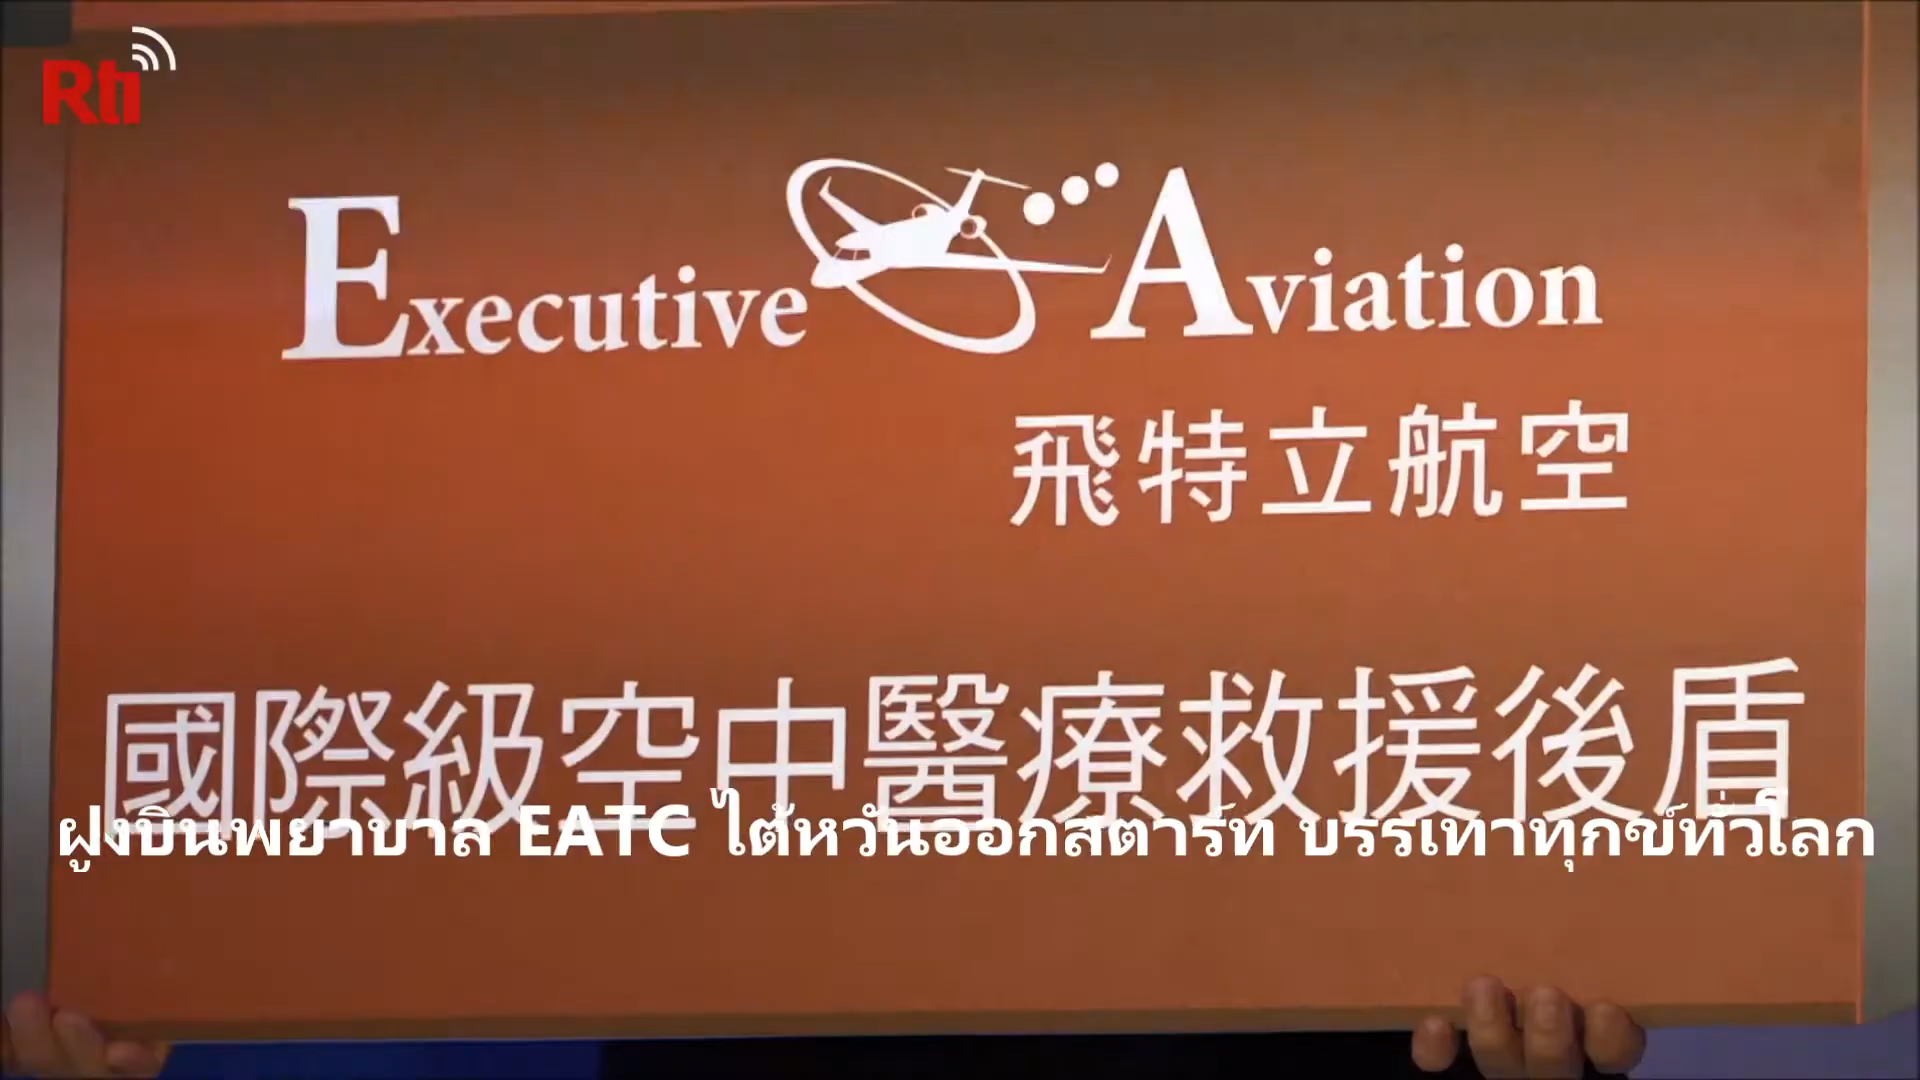 Rti
Executive Aviation
飛特立航空
國際級空中醫療救援後盾
ฝูงบินพยาบาล EATC ไต้หวันออกสตาร์ท บรรเทาทุกข์ทั่วโลก